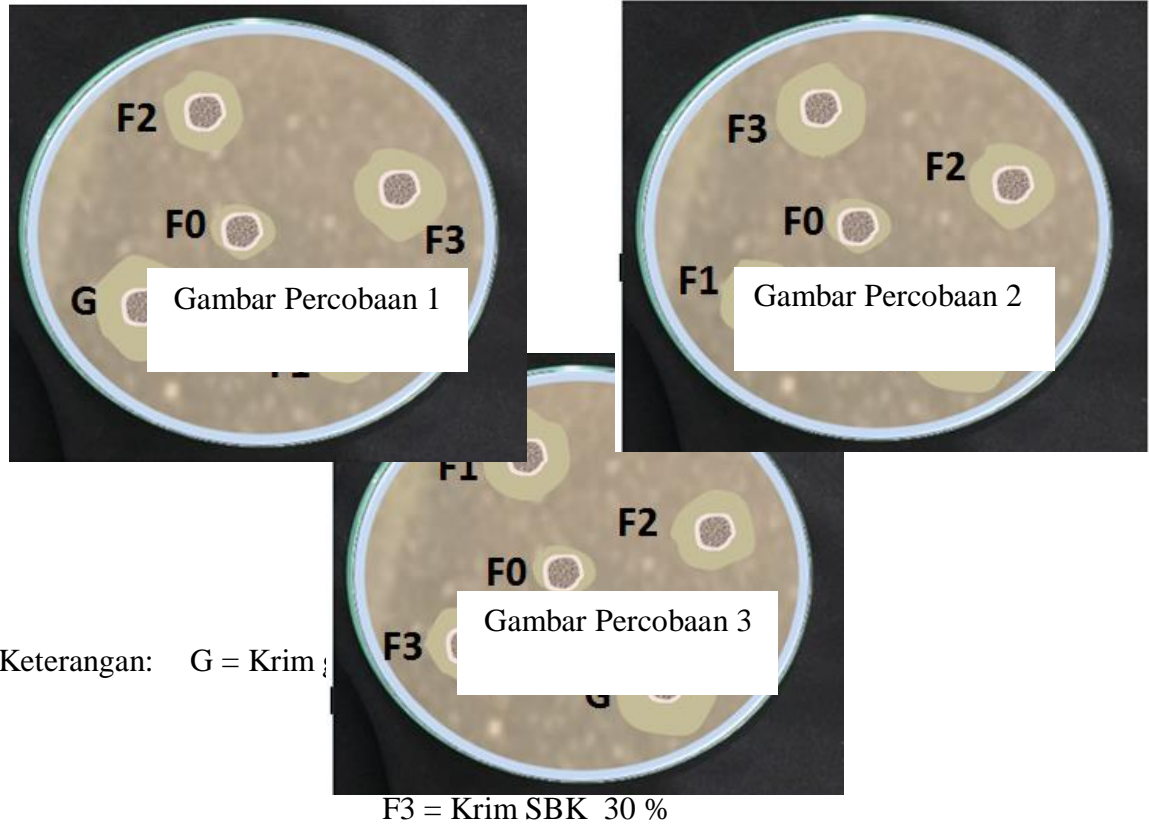 F2
F0
F3
G
Gambar Percobaan 1
F3
F2
F0
F1
Gambar Percobaan 2
F1
F2
F0
Gambar Percobaan 3
F3
G
Keterangan: G = Krim
F3 = Krim SBK 30 %